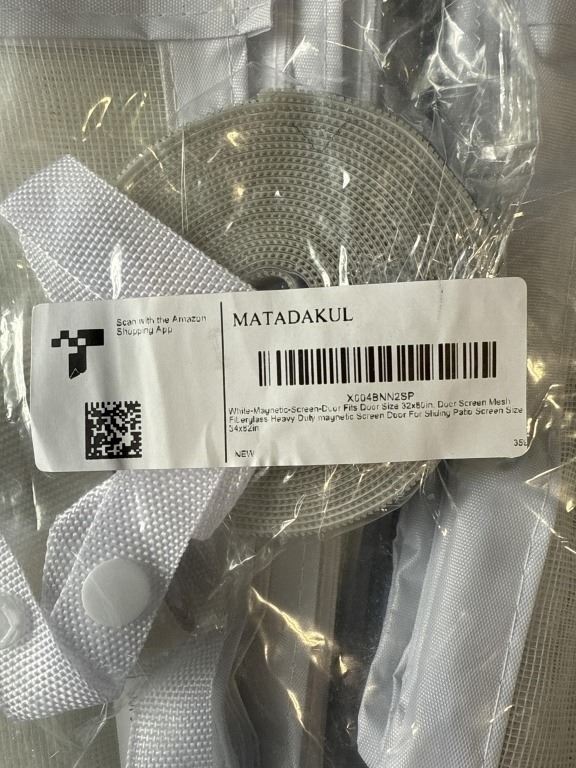 Scan with the Amazon
Shopping App
MATADAKUL
X004BNN2SP
White-Magnetic-Screen-Door Fits Door Size 32x80in, Door Screen Mesh
Fiberglass Heavy Duty magnetic Screen Door For Sliding Patio Screen Size
34x82in
NEW